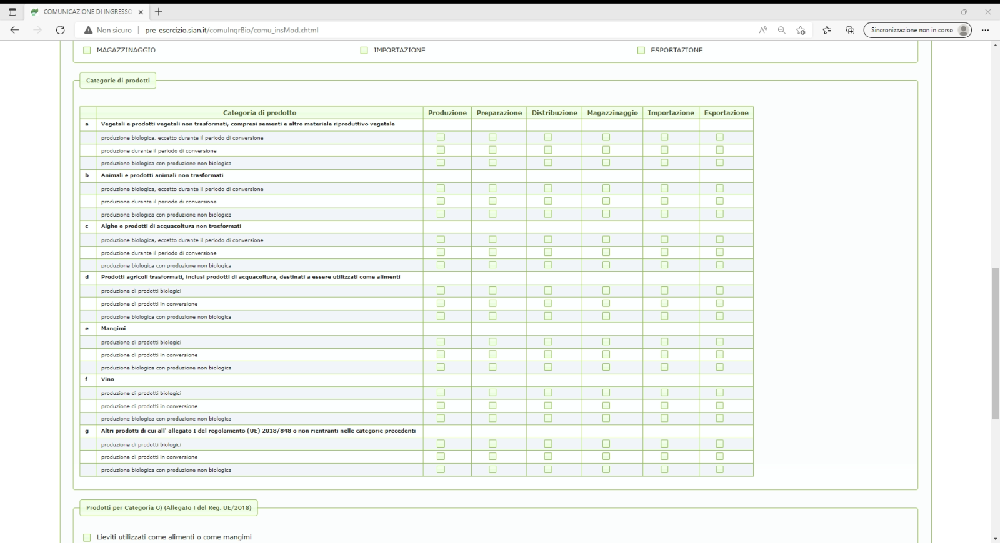 COMUNICAZIONE DI INGRESSO
Non sicuro
pre-esercizio.sian.it/comuIngrBio/comu_insMod.xhtml
Sincronizzazione non in corso
MAGAZZINAGGIO IMPORTAZIONE ESPORTAZIONE
Categorie di prodotti
Categoria di prodotto Produzione Preparazione Distribuzione Magazzinaggio Importazione Esportazione
a Vegetali e prodotti vegetali non trasformati, compresi sementi e altro materiale riproduttivo vegetale
produzione biologica, eccetto durante il periodo di conversione
produzione durante il periodo di conversione
produzione biologica con produzione non biologica
b Animali e prodotti animali non trasformati
produzione biologica, eccetto durante il periodo di conversione
produzione durante il periodo di conversione
produzione biologica con produzione non biologica
c Alghe e prodotti di acquacoltura non trasformati
produzione biologica, eccetto durante il periodo di conversione
produzione durante il periodo di conversione
produzione biologica con produzione non biologica
d Prodotti agricoli trasformati, inclusi prodotti di acquacoltura, destinati a essere utilizzati come alimenti
produzione di prodotti biologici
produzione di prodotti in conversione
produzione biologica con produzione non biologica
e Mangimi
produzione di prodotti biologici
produzione di prodotti in conversione
produzione biologica con produzione non biologica
f Vino
produzione di prodotti biologici
produzione di prodotti in conversione
produzione biologica con produzione non biologica
g Altri prodotti di cui all' allegato I del regolamento (UE) 2018/848 o non rientranti nelle categorie precedenti
produzione di prodotti biologici
produzione di prodotti in conversione
produzione biologica con produzione non biologica
Prodotti per Categoria G) (Allegato I del Reg. UE/2018)
Lieviti utilizzati come alimenti o come mangimi